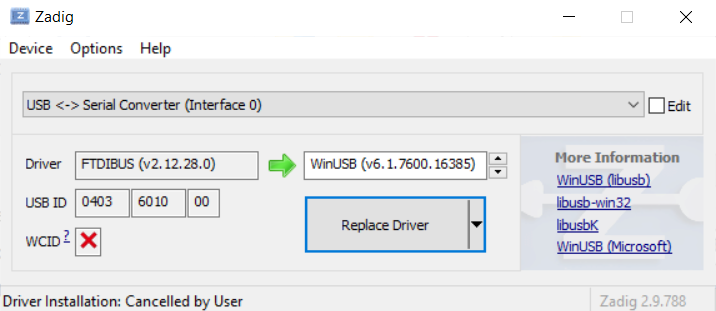 Zadig
Device Options Help
USB <-> Serial Converter (Interface 0) Edit
Driver FTDIBUS (v2.12.28.0) WinUSB (v6.1.7600.16385)
USB ID 0403 6010 00
WCID ?
Replace Driver
More Information
WinUSB (libusb)
libusb-win32
libusbK
WinUSB (Microsoft)
Driver Installation: Cancelled by User Zadig 2.9.788